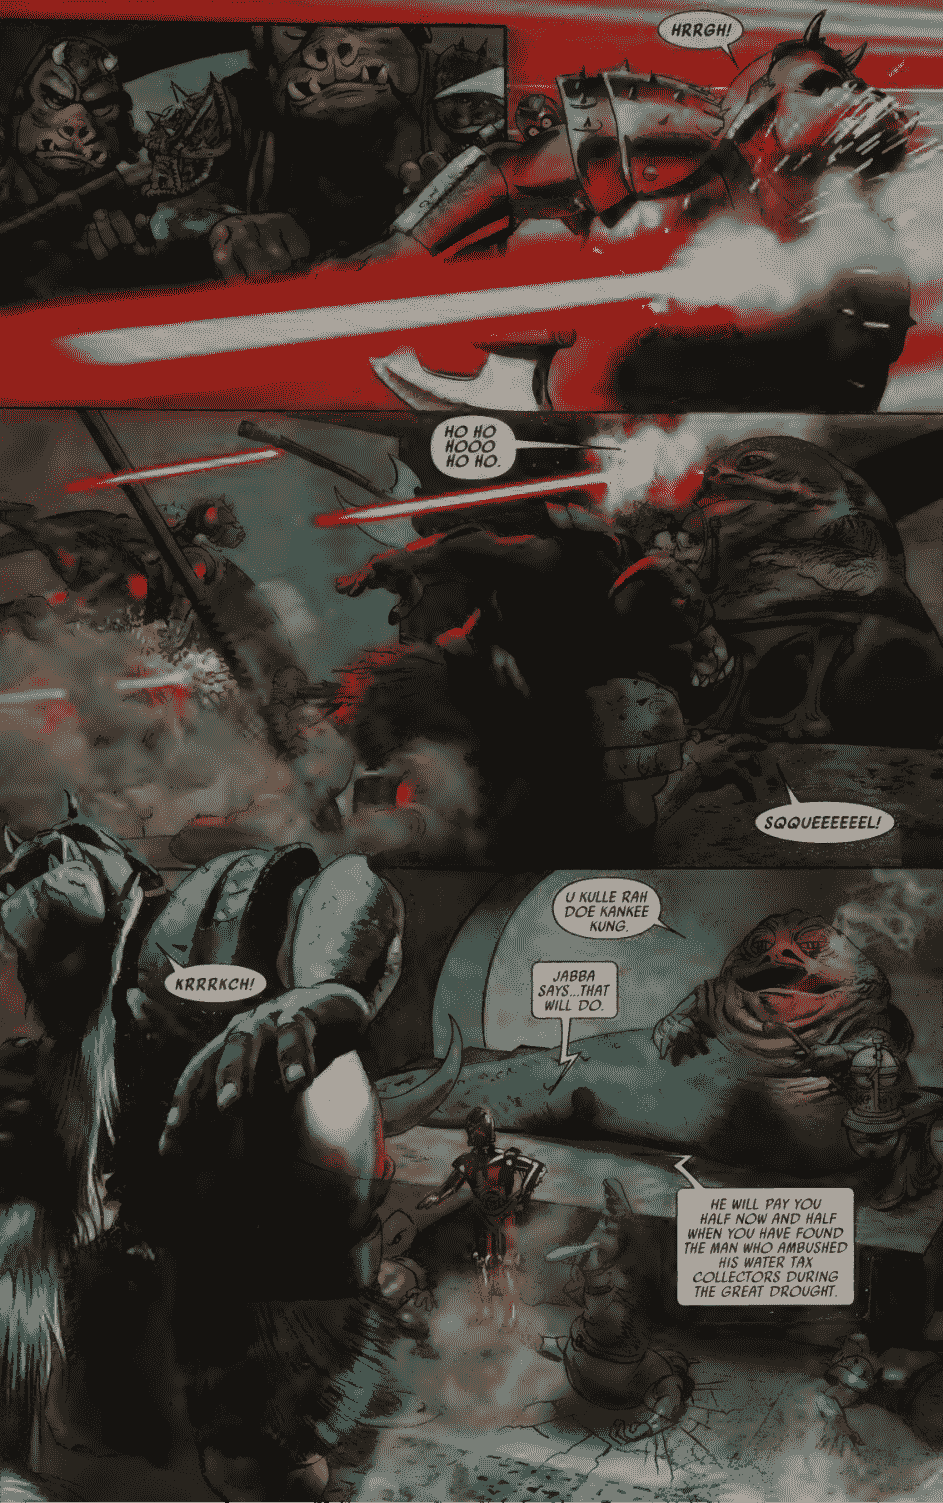 HRRGH!
HO HO
HOOO
HO HO.
SQQUEEEEEEL!
KRRRKCH!
U KULLE RAH
DOE KANKEE
KUNG.
JABBA
SAYS...THAT
WILL DO.
HE WILL PAY YOU
HALF NOW AND HALF
WHEN YOU HAVE FOUND
THE MAN WHO AMBUSHED
HIS WATER TAX
COLLECTORS DURING
THE GREAT DROUGHT.